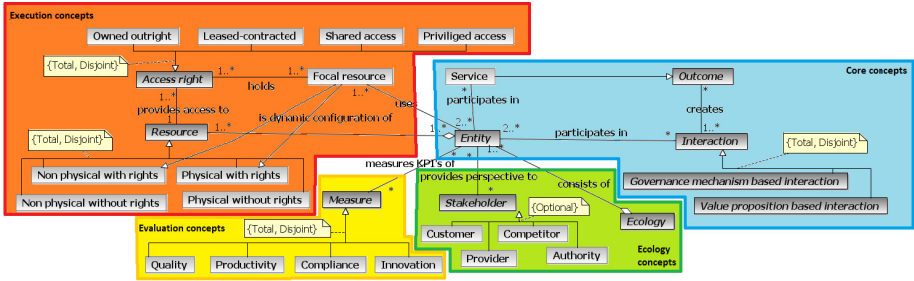 Execution concepts
Owned outright
Leased-contracted
Shared access
Priviliged access
{Total, Disjoint}
Access right
1..*
1..*
holds
Focal resource
1..*
1..*
provides access to
1
Resource
1..*
is dynamic configuration of
uses
{Total, Disjoint}
Non physical with rights
Physical with rights
Non physical without rights
Physical without rights
Core concepts
Service
*
participates in
*
2..*
Outcome
*
creates
1..*
1..*
Entity
2..*
participates in
*
Interaction
{Total, Disjoint}
Governance mechanism based interaction
Value proposition based interaction
measures KPI's of
*
*
1..*
provides perspective to
consists of
Measure
*
{Total, Disjoint}
Evaluation concepts
Quality
Productivity
Compliance
Innovation
*
Stakeholder
{Optional}
Ecology
Customer
Competitor
Provider
Authority
Ecology
concepts